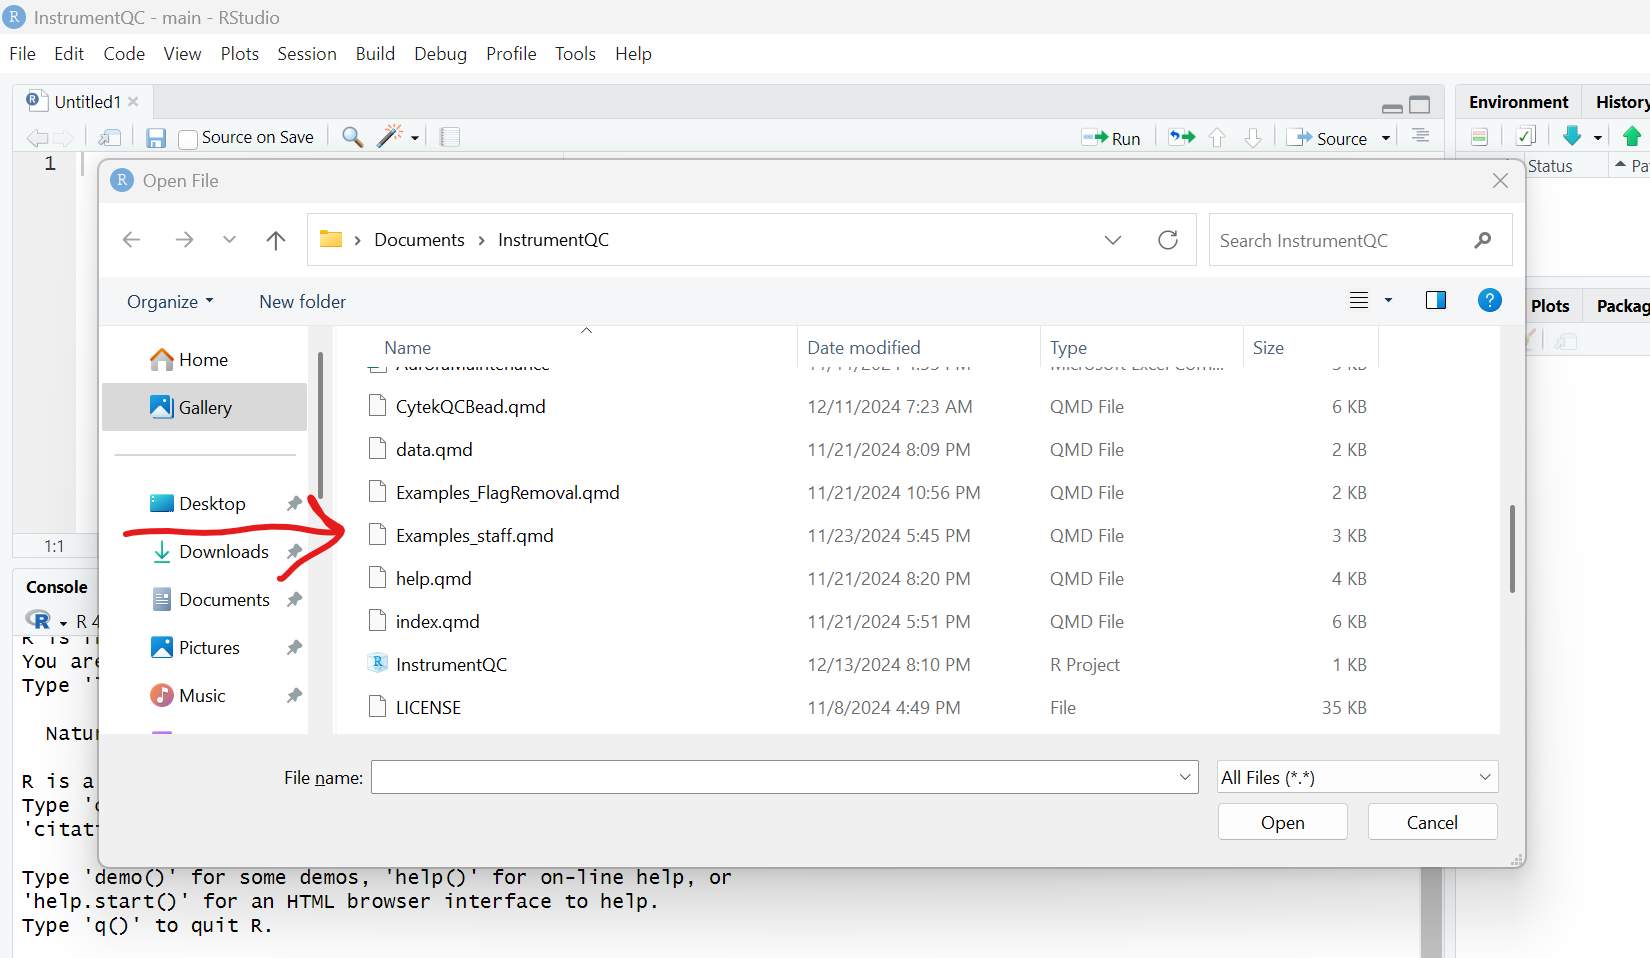 InstrumentQC - main - RStudio
File Edit Code View Plots Session Build Debug Profile Tools Help
Untitled1
Environment History
Source on Save
Run
Source
1
Status
Open File
Documents > InstrumentQC
Search InstrumentQC
Organize
New folder
Plots
Home
Gallery
Desktop
Downloads
Documents
Pictures
Music
Name Date modified Type Size
AuroraMaintenance
CytekQCBead.qmd 12/11/2024 7:23 AM QMD File 6 KB
data.qmd 11/21/2024 8:09 PM QMD File 2 KB
Examples_FlagRemoval.qmd 11/21/2024 10:56 PM QMD File 2 KB
Examples_staff.qmd 11/23/2024 5:45 PM QMD File 3 KB
help.qmd 11/21/2024 8:20 PM QMD File 4 KB
index.qmd 11/21/2024 5:51 PM QMD File 6 KB
InstrumentQC 12/13/2024 8:10 PM R Project 1 KB
LICENSE 11/8/2024 4:49 PM File 35 KB
File name:
All Files (*.*)
Open
Cancel
1:1
Console
R 4
You are
Type '
Natur
R is a
Type '
'citat
Type 'demo()' for some demos, 'help()' for on-line help, or
'help.start()' for an HTML browser interface to help.
Type 'q()' to quit R.